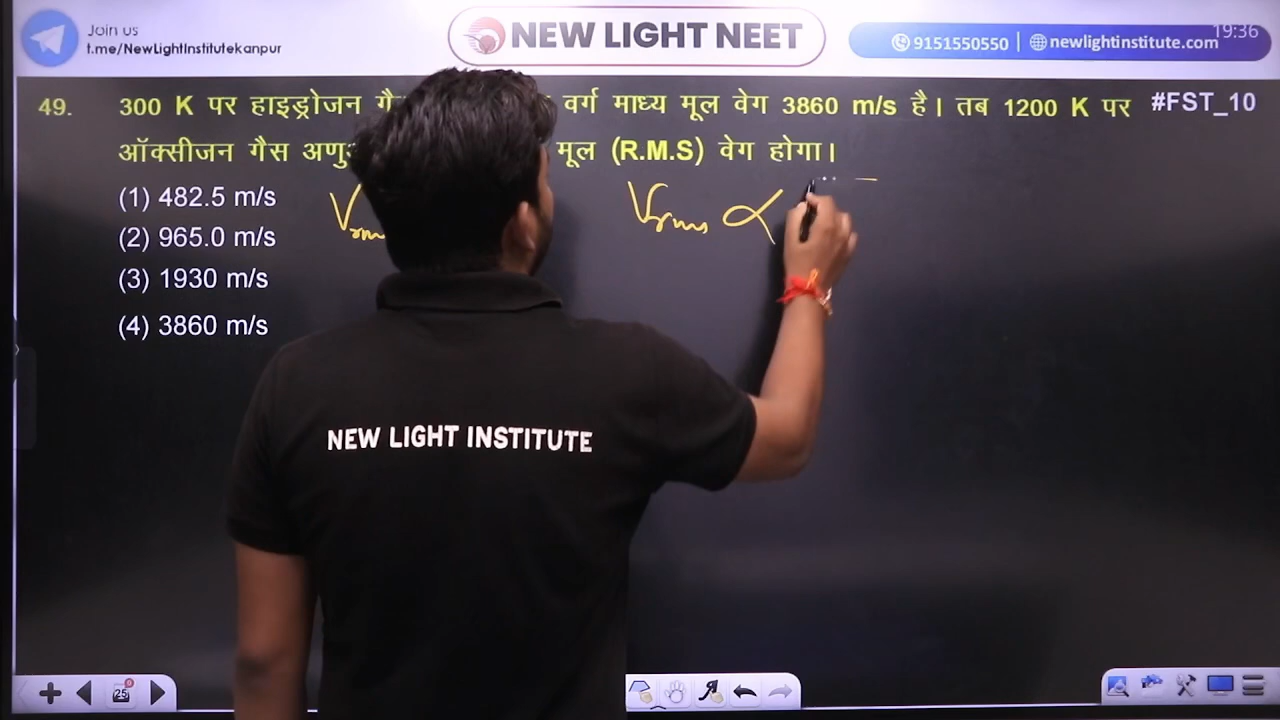 Join us
t.me/NewLightInstitutekanpur
NEW LIGHT NEET
9151550550 | newlightinstitute.com
19:36
49. 300 K पर हाइड्रोजन वर्ग माध्य मूल वेग 3860 m/s है। तब 1200 K पर #FST_10
ऑक्सीजन गैस मूल (R.M.S) वेग होगा।
(1) 482.5 m/s
(2) 965.0 m/s
(3) 1930 m/s
(4) 3860 m/s
Vrms ∝
NEW LIGHT INSTITUTE
25